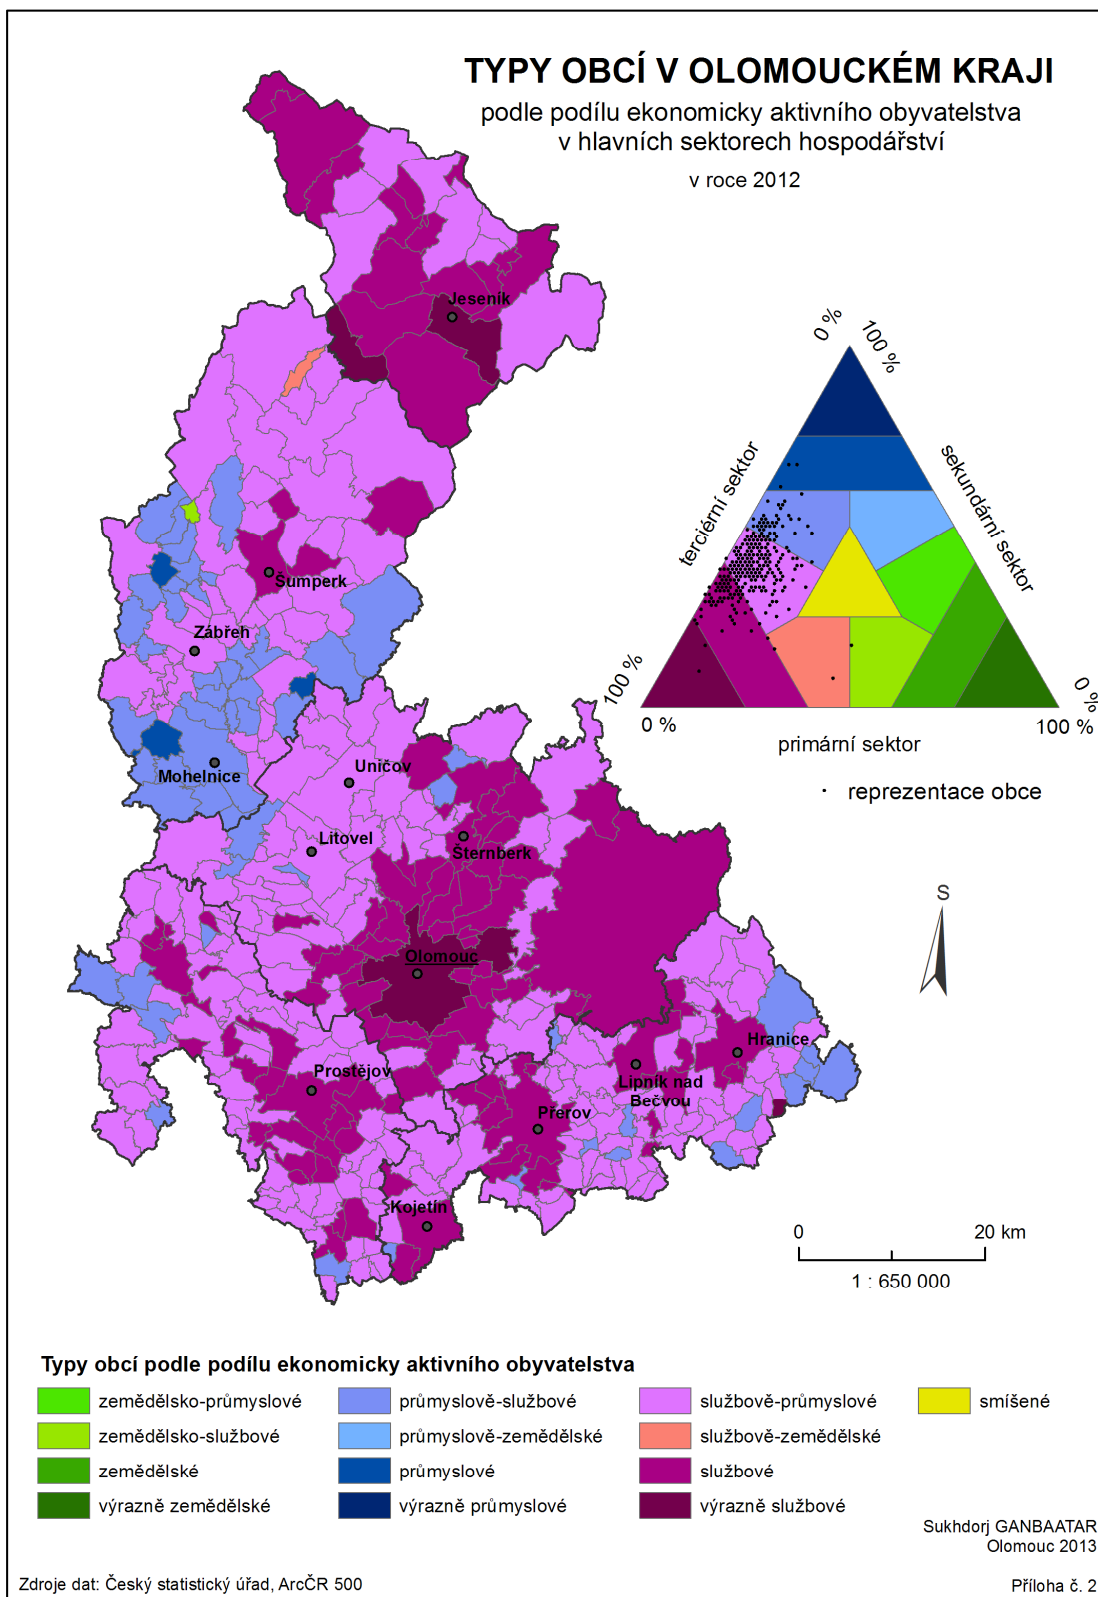 TYPY OBCÍ V OLOMOUCKÉM KRAJI
podle podílu ekonomicky aktivního obyvatelstva
v hlavních sektorech hospodářství
v roce 2012
Jeseník
Šumperk
Zábřeh
Mohelnice
Uničov
Litovel
Šternberk
Olomouc
Hranice
Lipník nad
Bečvou
Prostějov
Přerov
Kojetín
0 %
100 %
terciérní sektor
sekundární sektor
100 %
0 %
0 %
100 %
primární sektor
reprezentace obce
S
0
20 km
1 : 650 000
Typy obcí podle podílu ekonomicky aktivního obyvatelstva
zemědělsko-průmyslové
zemědělsko-službové
zemědělské
výrazně zemědělské
průmyslově-službové
průmyslově-zemědělské
průmyslové
výrazně průmyslové
službově-průmyslové
službově-zemědělské
službové
výrazně službové
smíšené
Sukhdorj GANBAATAR
Olomouc 2013
Zdroje dat: Český statistický úřad, ArcČR 500
Příloha č. 2